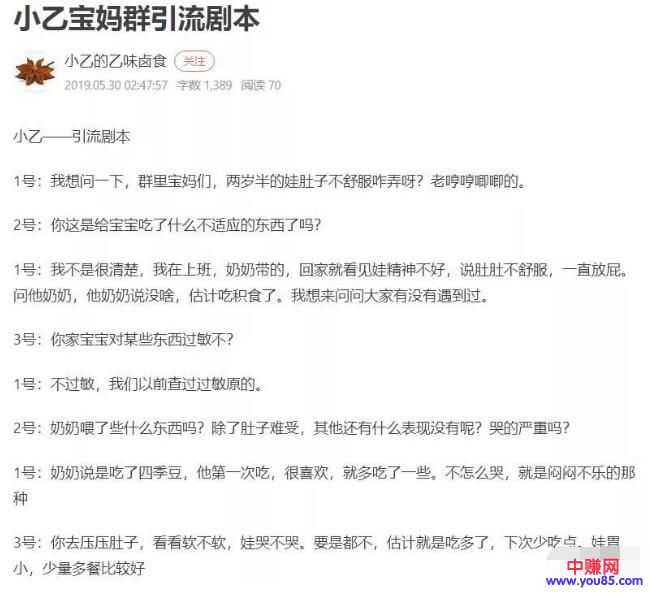 小乙宝妈群引流剧本
小乙的乙味卤食 关注
2019.05.30 02:47:57 字数 1,389 阅读 70
小乙——引流剧本
1号：我想问一下，群里宝妈们，两岁半的娃肚子不舒服咋弄呀？老哼哼唧唧的。
2号：你这是给宝宝吃了什么不适应的东西了吗？
1号：我不是很清楚，我在上班，奶奶带的，回家就看见娃精神不好，说肚肚不舒服，一直放屁。
问他奶奶，他奶奶说没啥，估计吃积食了。我想来问问大家有没有遇到过。
3号：你家宝宝对某些东西过敏不？
1号：不过敏，我们以前查过过敏原的。
2号：奶奶喂了些什么东西吗？除了肚子难受，其他还有什么表现没有呢？哭的严重吗？
1号：奶奶说是吃了四季豆，他第一次吃，很喜欢，就多吃了一些。不怎么哭，就是闷闷不乐的那
种
3号：你去压压肚子，看看软不软，娃哭不哭。要是都不，估计就是吃多了，下次少吃点。娃胃
小，少量多餐比较好
中赚网
www.you85.com